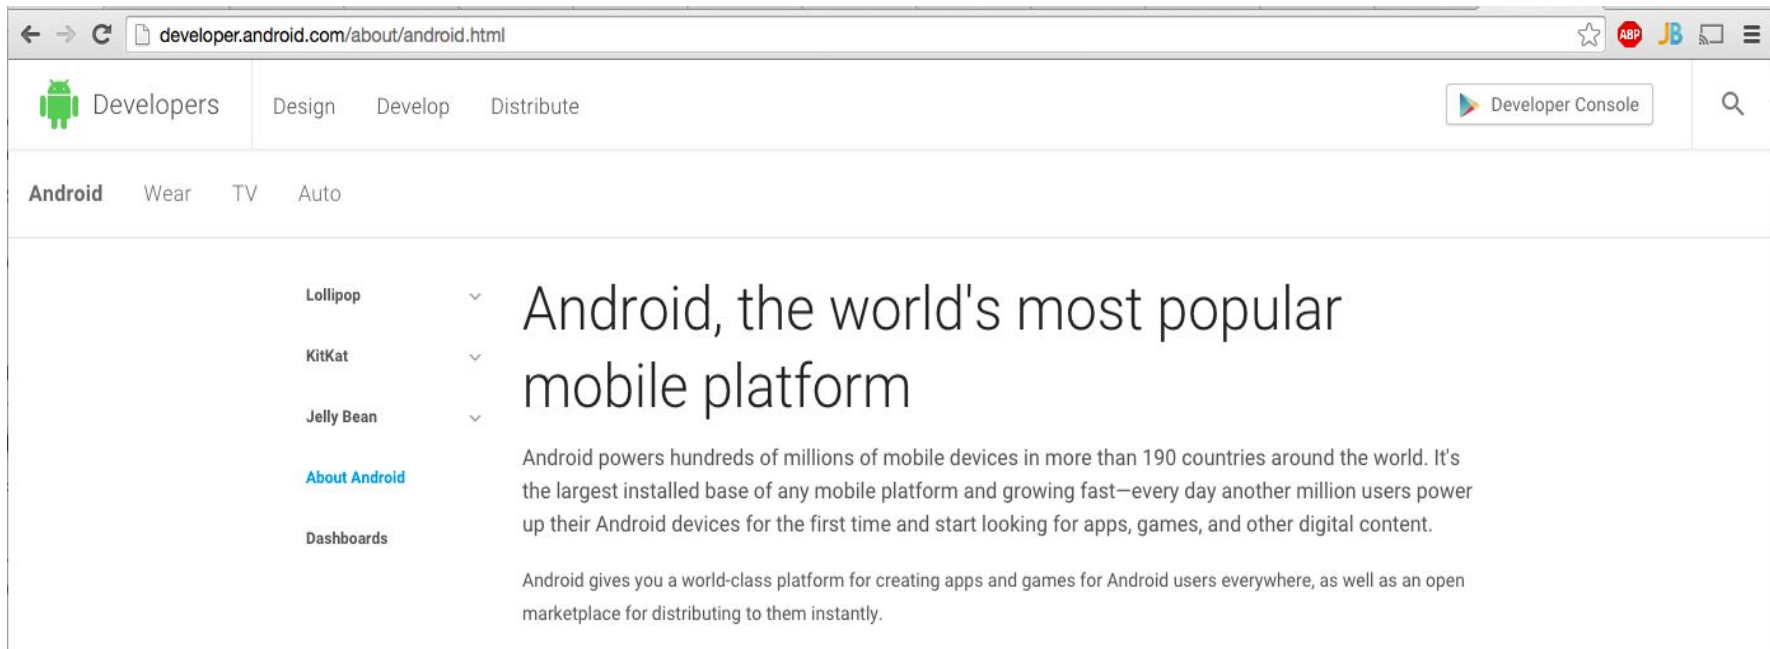 developer.android.com/about/android.html
ABP JB
Developers Design Develop Distribute Developer Console
Android Wear TV Auto
Lollipop
KitKat
Jelly Bean
About Android
Dashboards
Android, the world's most popular
mobile platform
Android powers hundreds of millions of mobile devices in more than 190 countries around the world. It's
the largest installed base of any mobile platform and growing fast—every day another million users power
up their Android devices for the first time and start looking for apps, games, and other digital content.
Android gives you a world-class platform for creating apps and games for Android users everywhere, as well as an open
marketplace for distributing to them instantly.